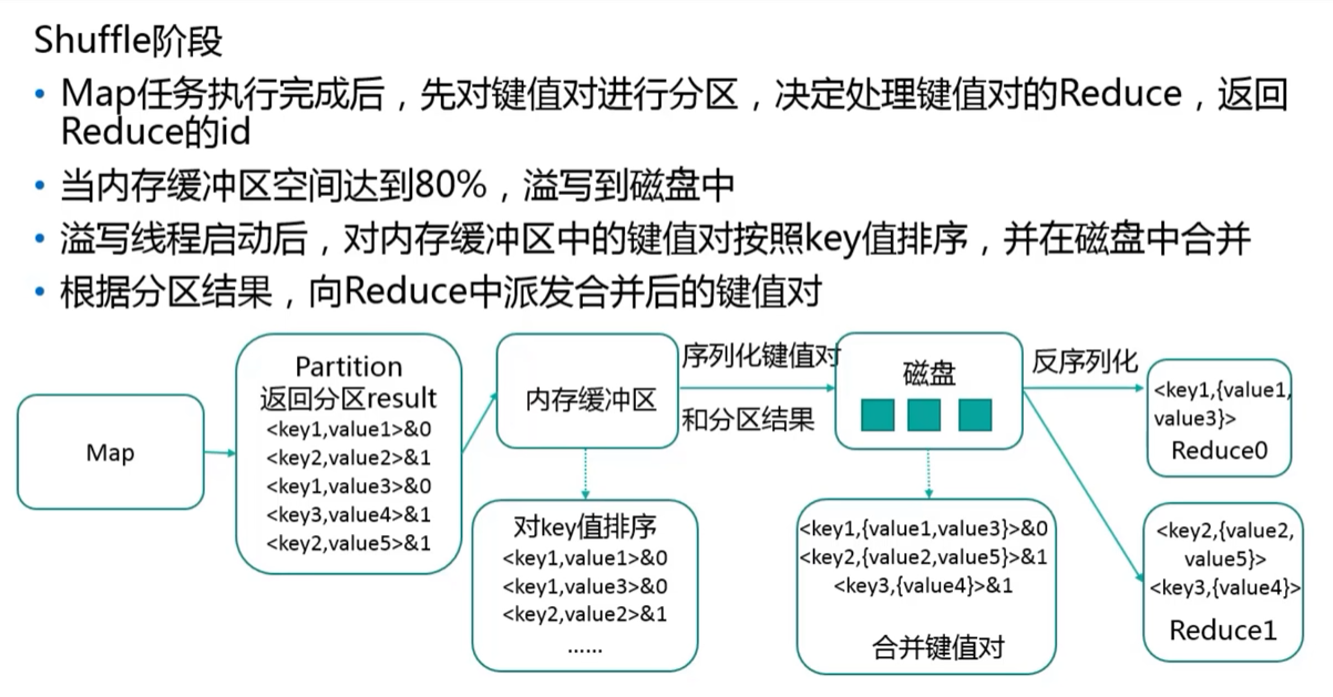 Shuffle阶段
• Map任务执行完成后，先对键值对进行分区，决定处理键值对的Reduce，返回
Reduce的id
• 当内存缓冲区空间达到80%，溢写到磁盘中
• 溢写线程启动后，对内存缓冲区中的键值对按照key值排序，并在磁盘中合并
• 根据分区结果，向Reduce中派发合并后的键值对
Map
Partition
返回分区result
<key1,value1>&0
<key2,value2>&1
<key1,value3>&0
<key3,value4>&1
<key2,value5>&1
内存缓冲区
对key值排序
<key1,value1>&0
<key1,value3>&0
<key2,value2>&1
……
序列化键值对
和分区结果
磁盘
<key1,{value1,value3}>&0
<key2,{value2,value5}>&1
<key3,{value4}>&1
合并键值对
反序列化
<key1,{value1,
value3}>
Reduce0
<key2,{value2,
value5}>
<key3,{value4}>
Reduce1